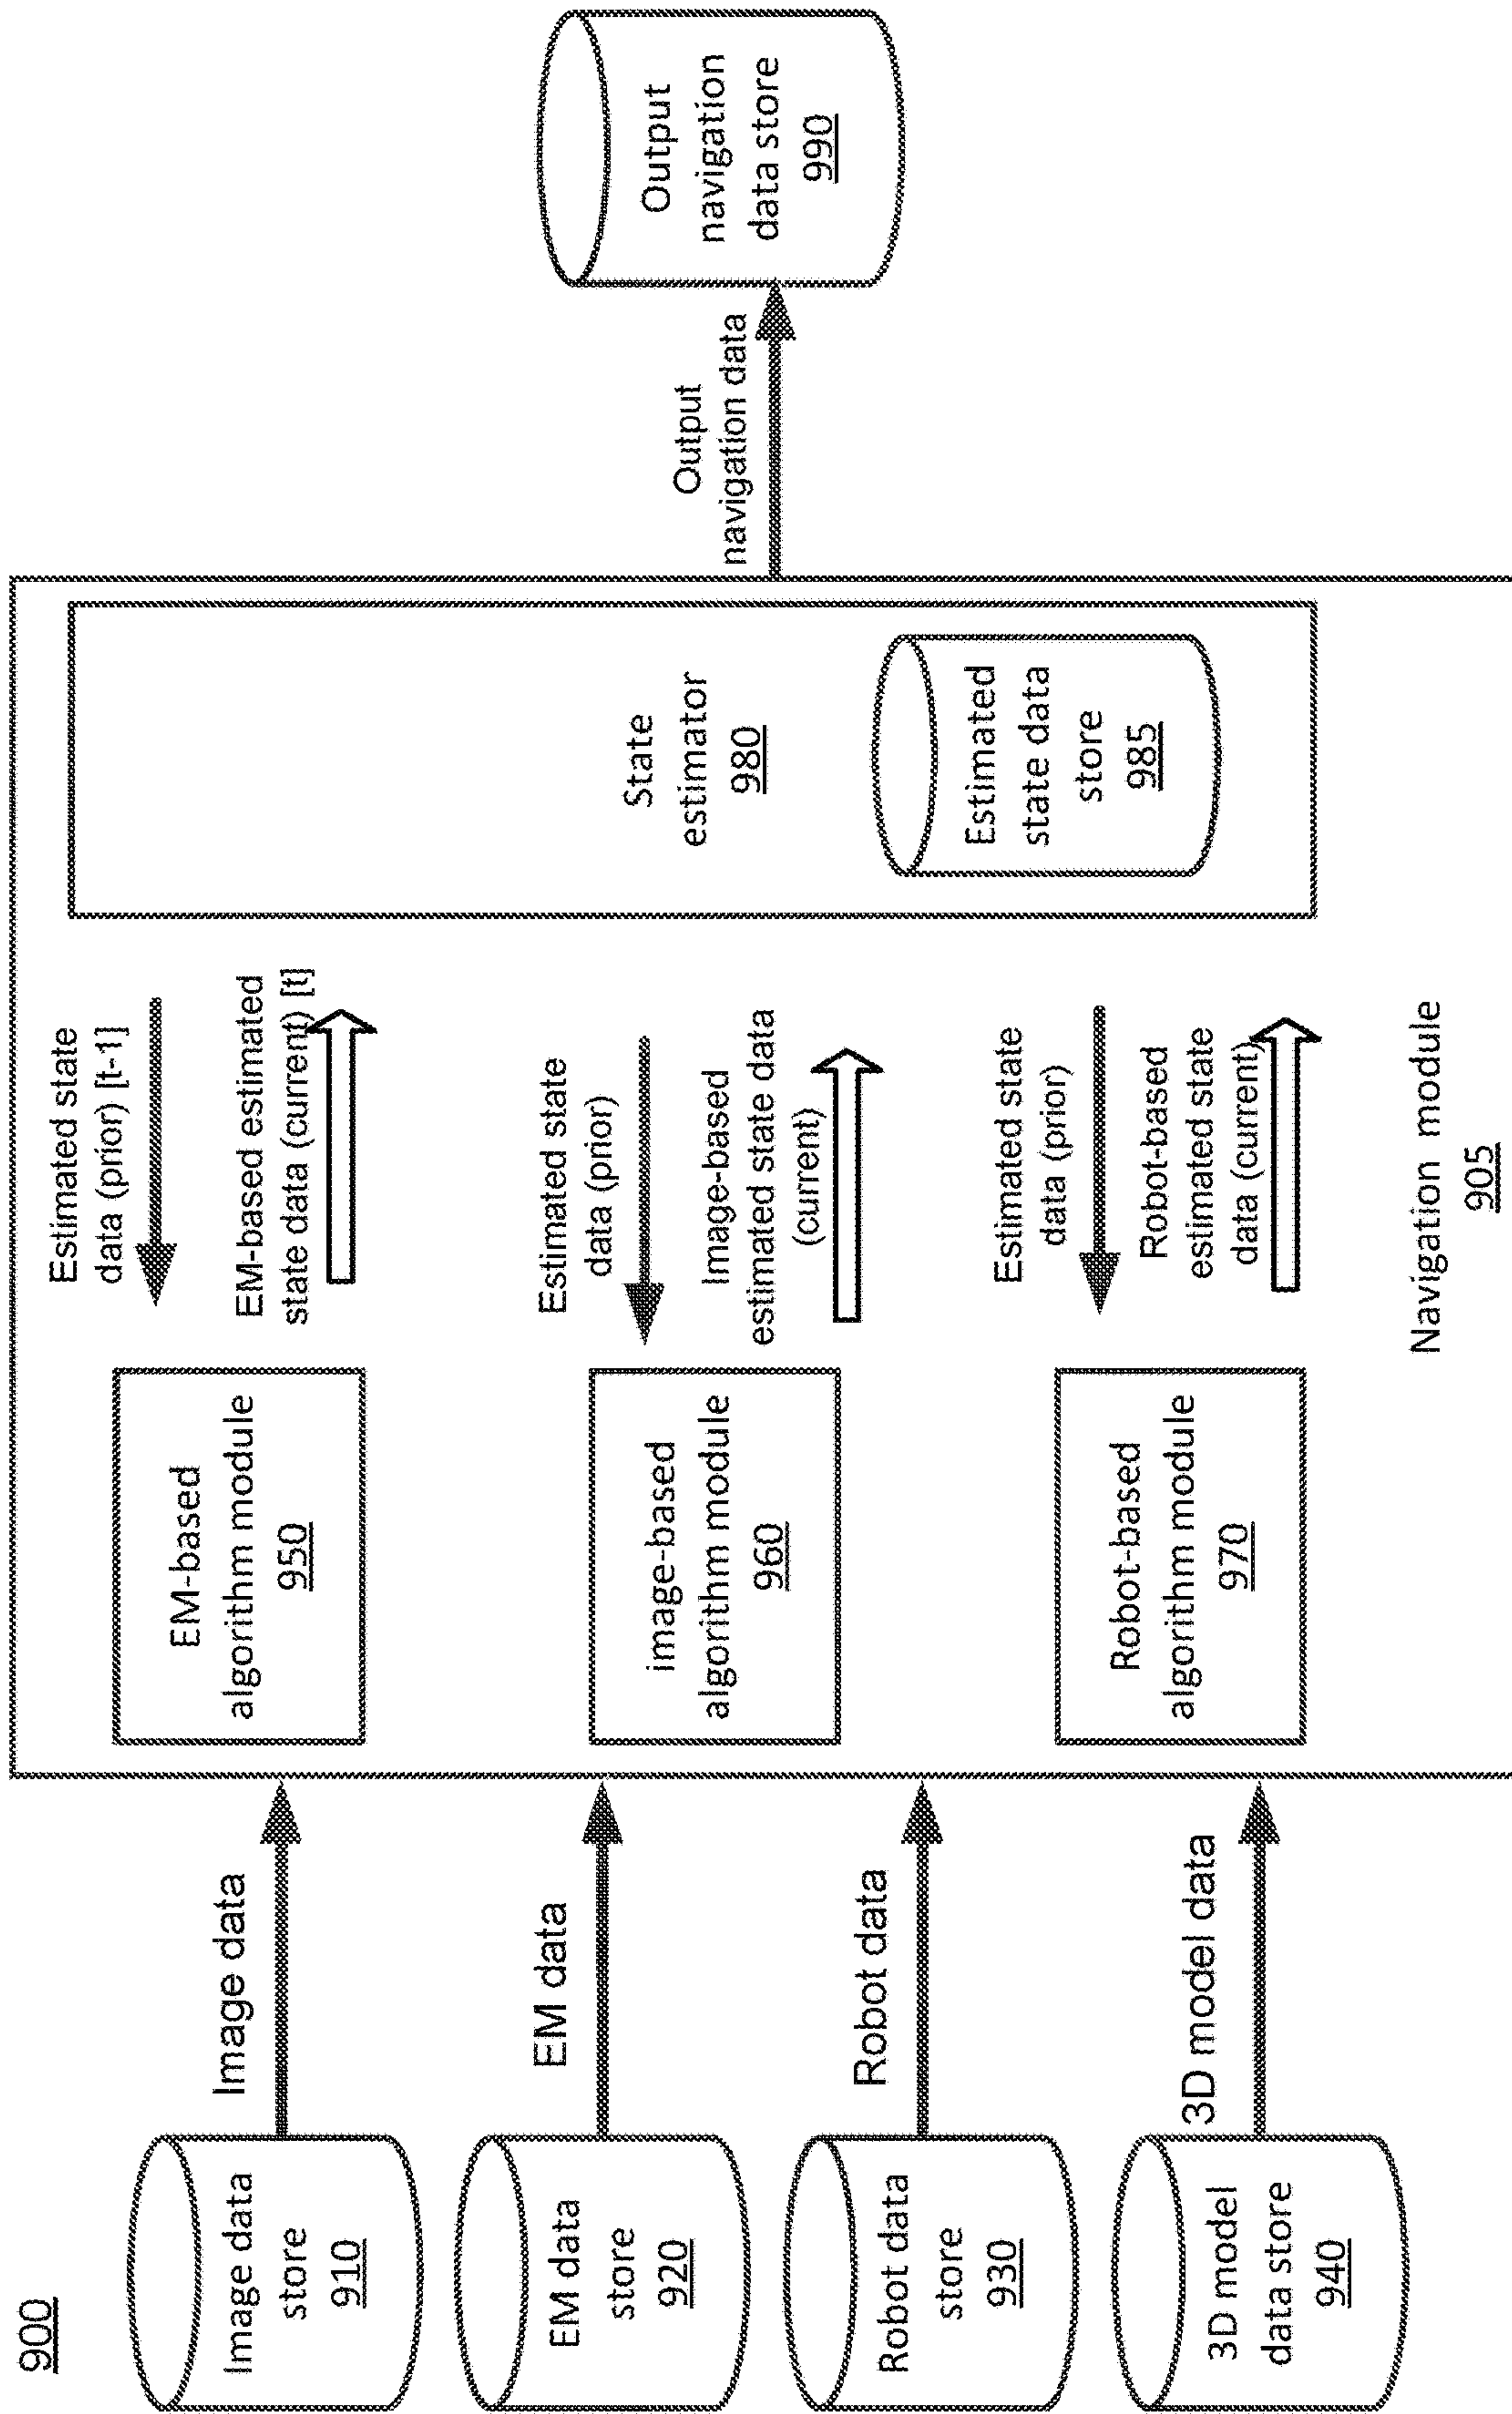 900
Image data
store
910
EM data
store
920
Robot data
store
930
3D model
data store
940
Image data
EM data
Robot data
3D model data
EM-based
algorithm module
950
image-based
algorithm module
960
Robot-based
algorithm module
970
Estimated state
data (prior) [t-1]
EM-based estimated
state data (current) [t]
Estimated state
data (prior)
Image-based
estimated state data
(current)
Estimated state
data (prior)
Robot-based
estimated state
data (current)
Navigation module
905
State
estimator
980
Estimated
state data
store
985
Output
navigation data
Output
navigation
data store
990